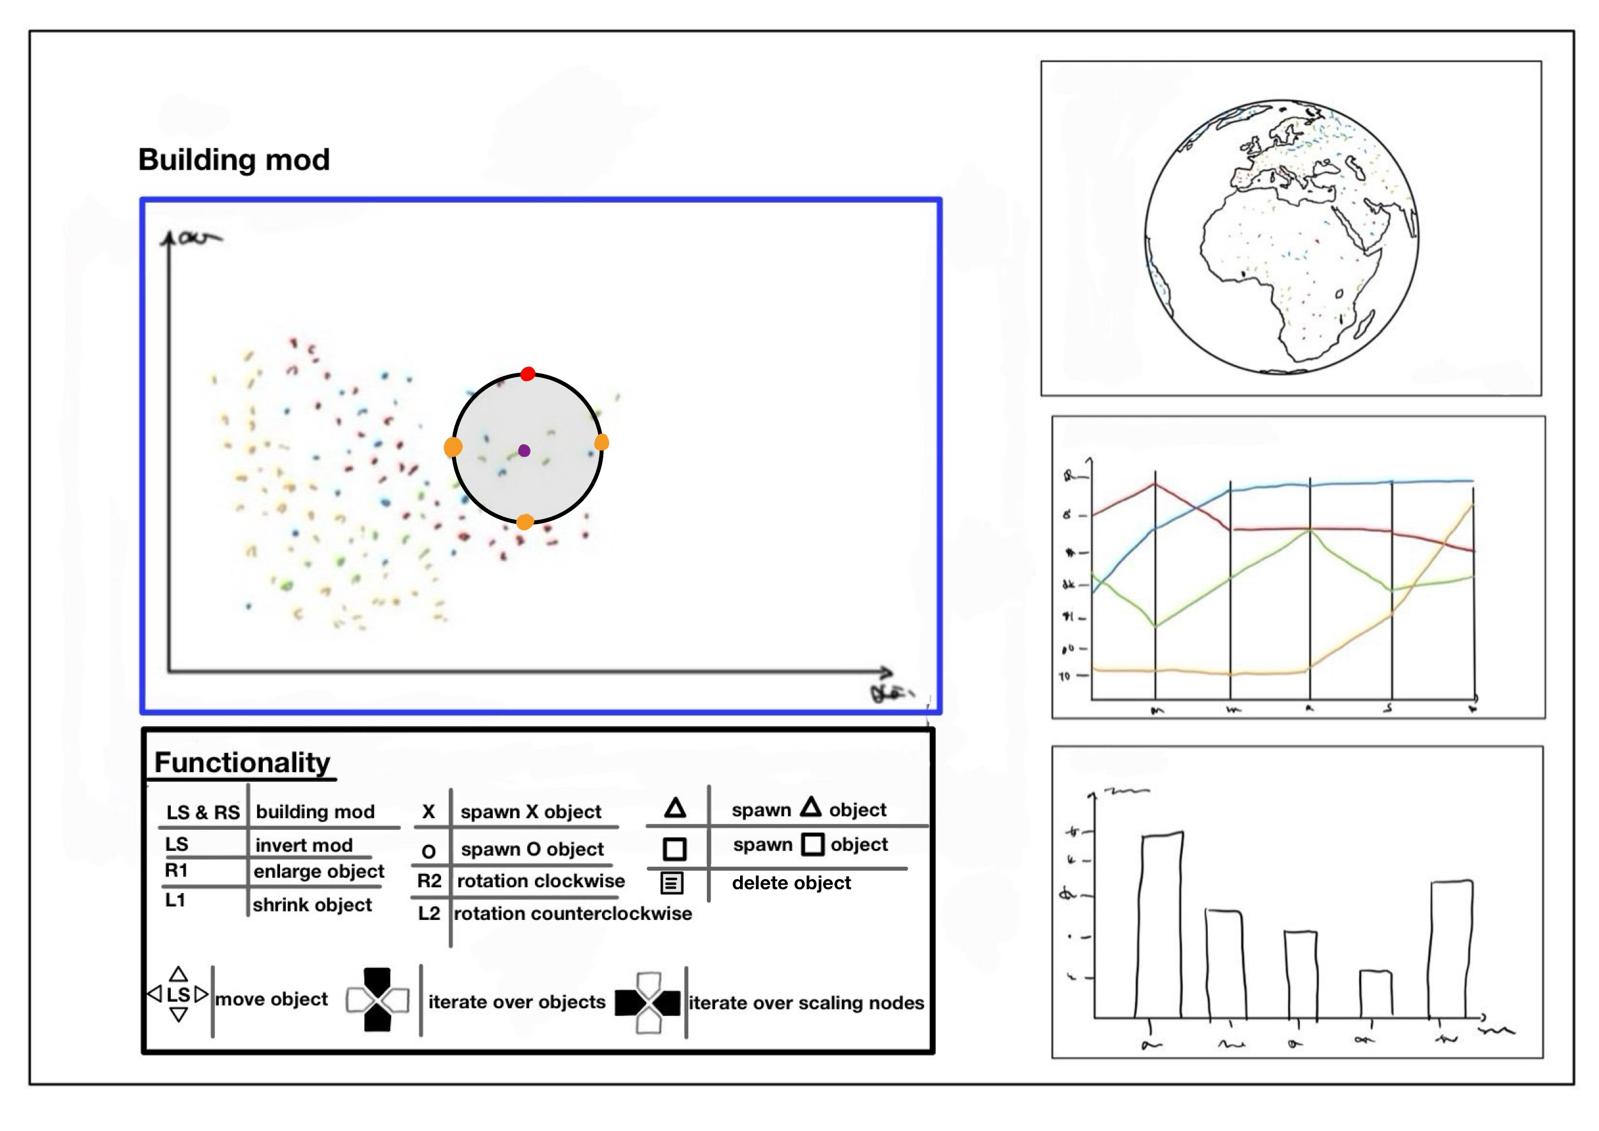 Building mod
Functionality
LS & RS building mod
LS invert mod
R1 enlarge object
L1 shrink object
X spawn X object
O spawn O object
R2 rotation clockwise
L2 rotation counterclockwise
△ spawn △ object
□ spawn □ object
delete object
LS move object
iterate over objects
iterate over scaling nodes